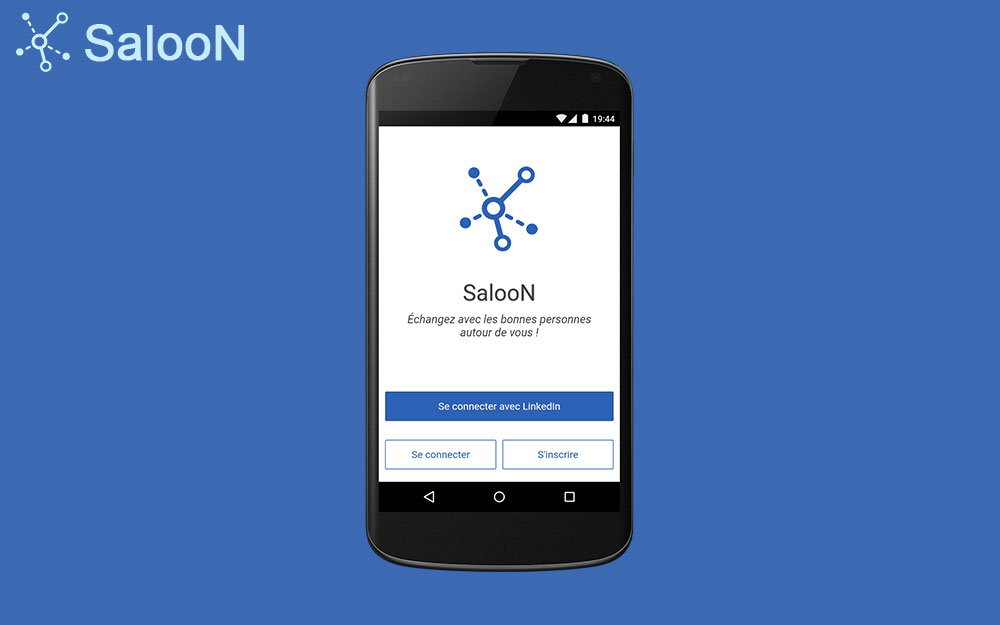 SalooN
19:44
SalooN
Échangez avec les bonnes personnes
autour de vous !
Se connecter avec LinkedIn
Se connecter
S'inscrire